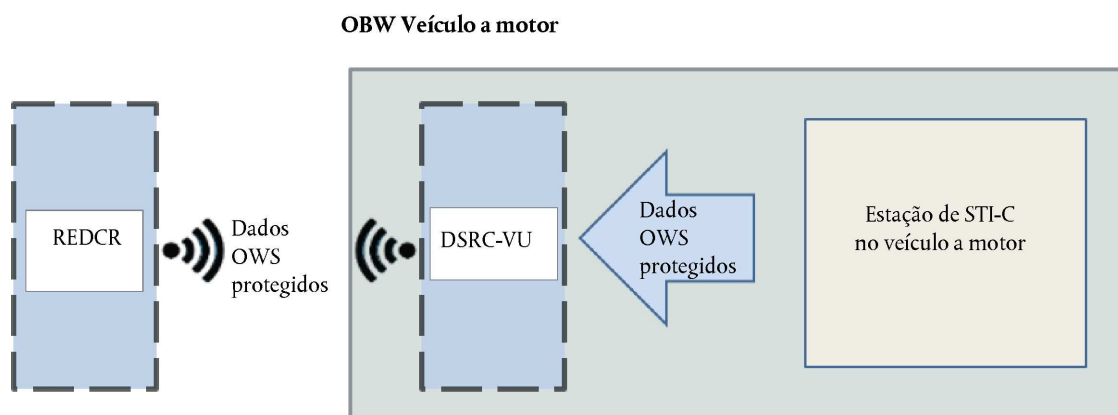 OBW Veículo a motor
REDCR
Dados
OWS
protegidos
DSRC-VU
Dados
OWS
protegidos
Estação de STI-C
no veículo a motor